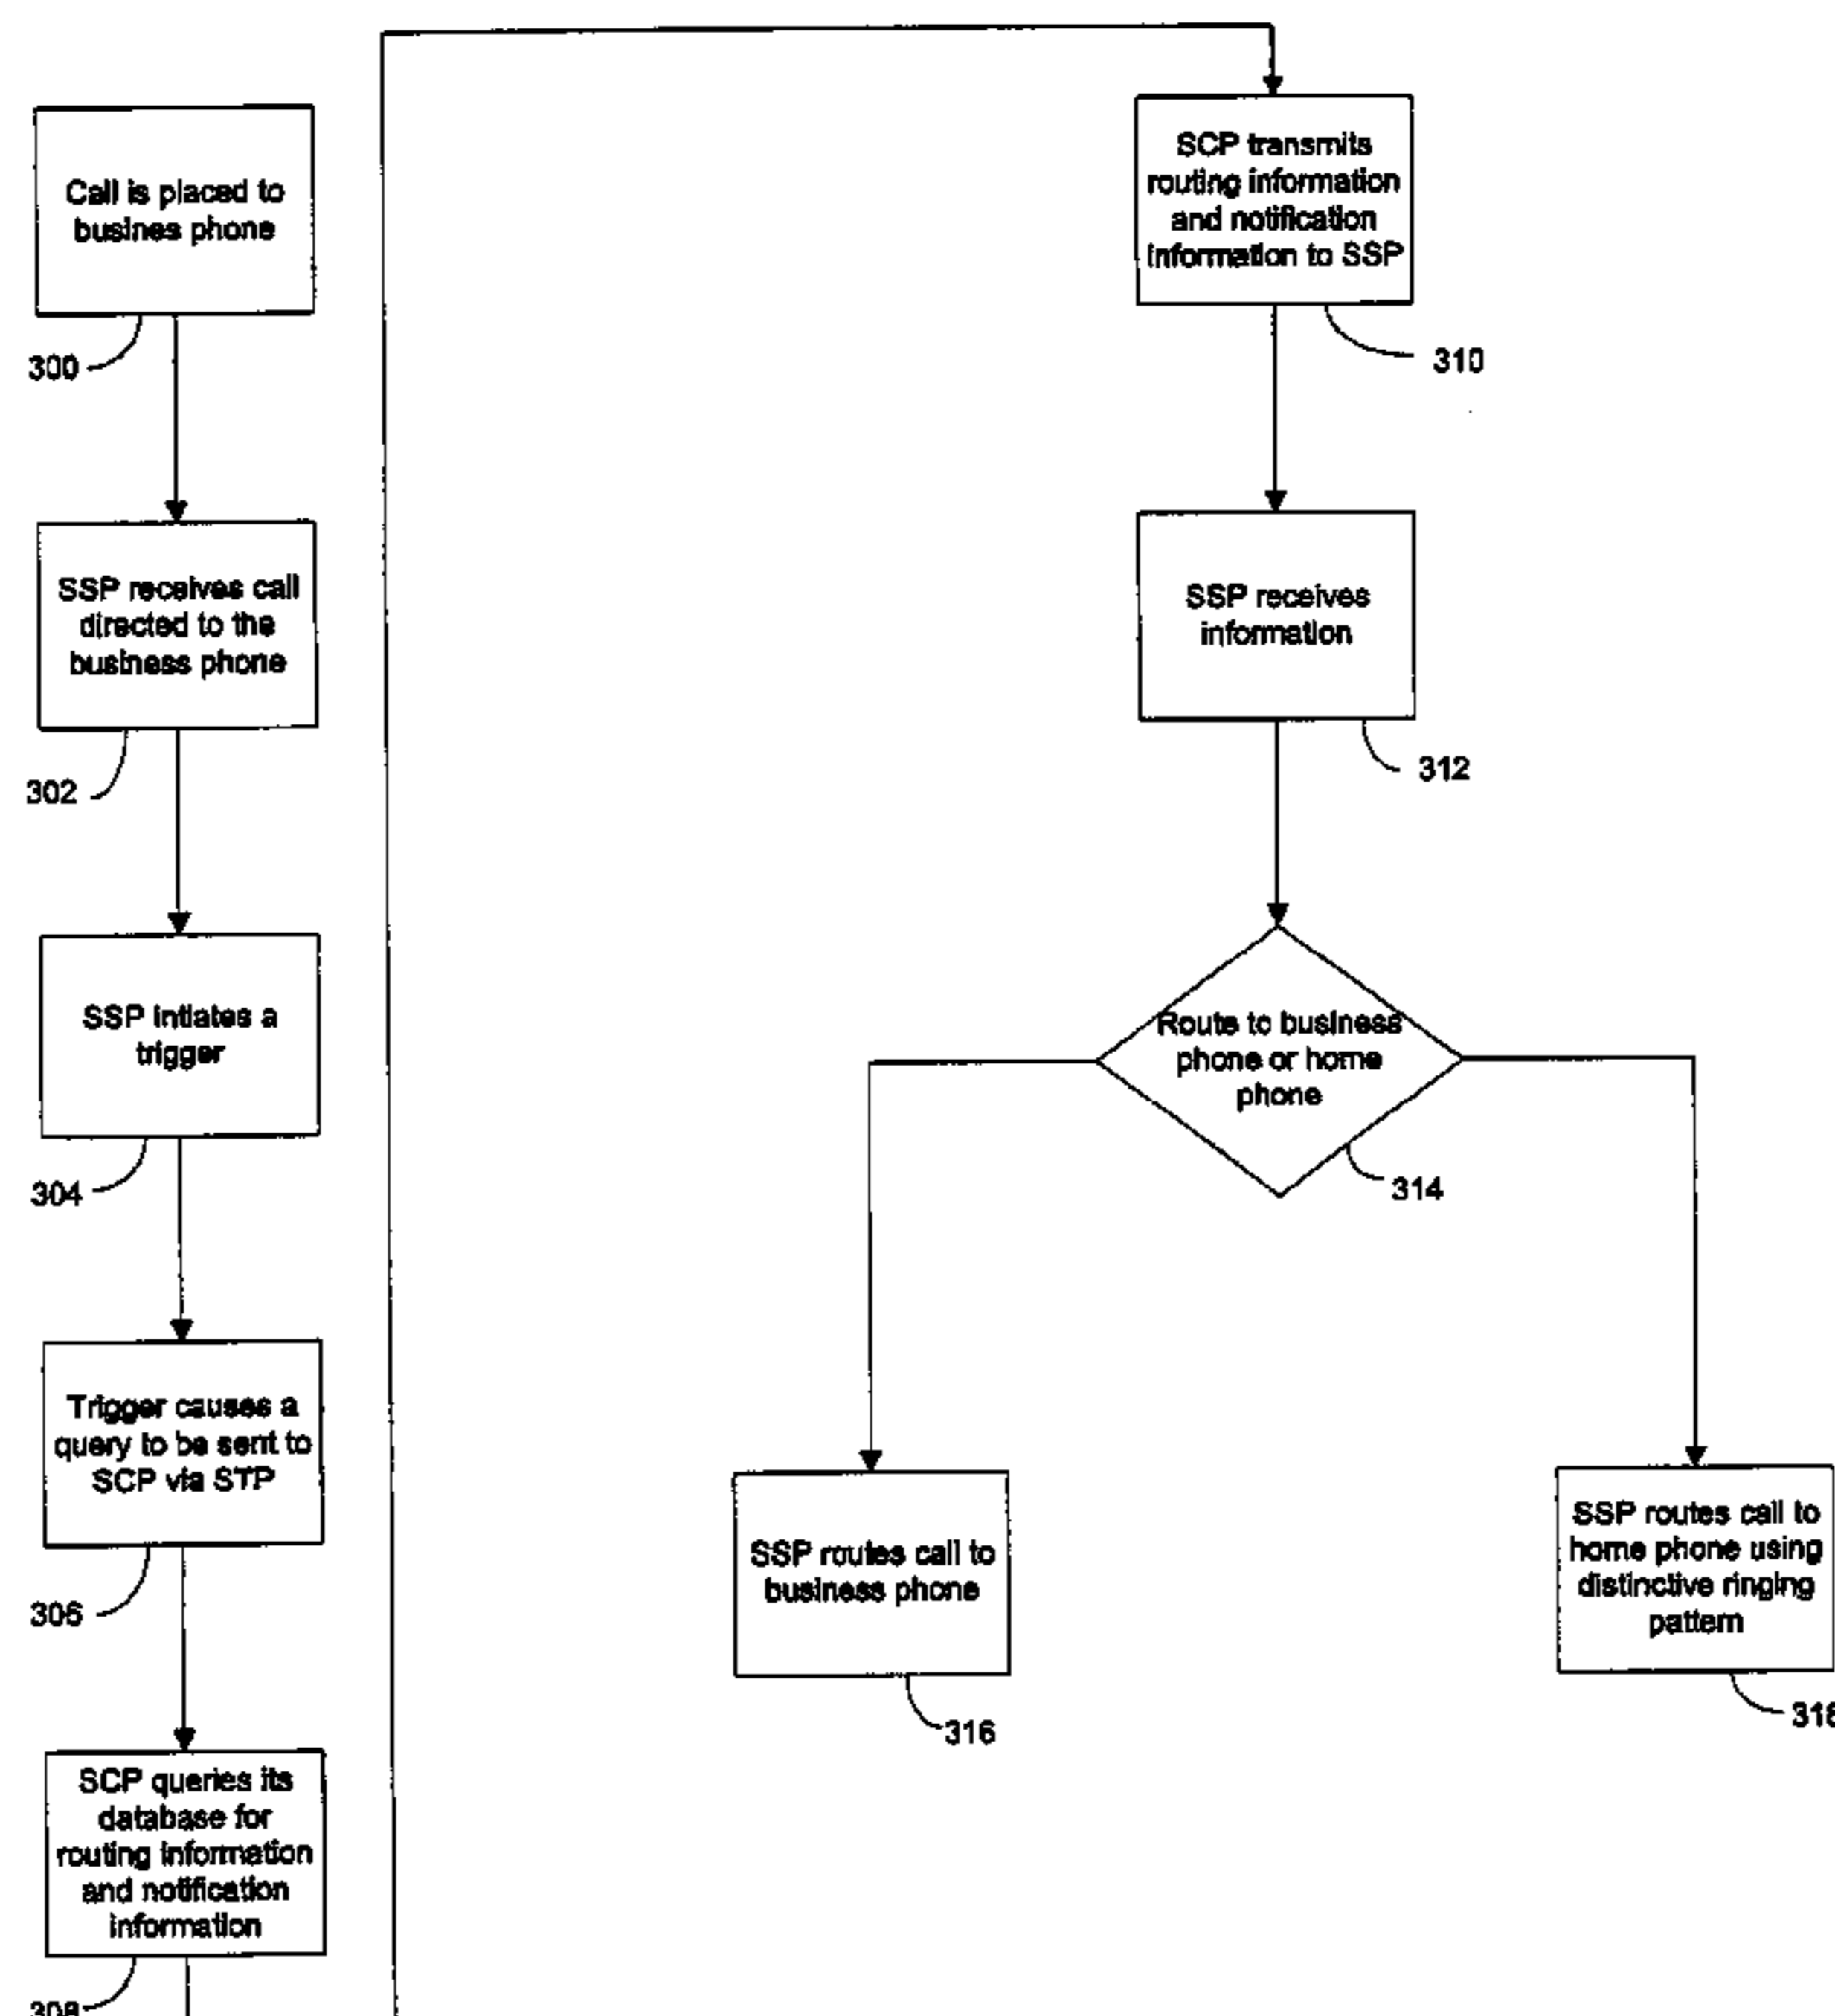 Call is placed to
busines phone
300
SSP receives call
directed to the
business phone
302
SSP intiates a
trigger
304
Trigger causes a
query to be sent to
SCP via STP
306
SCP queries its
database for
routing information
and notification
information
308
SCP transmits
routing information
and notification
information to SSP
310
SSP receives
information
312
Route to business
phone or home
phone
314
SSP routes call to
business phone
316
SSP routes call to
home phone using
distinctive ringing
pattern
318